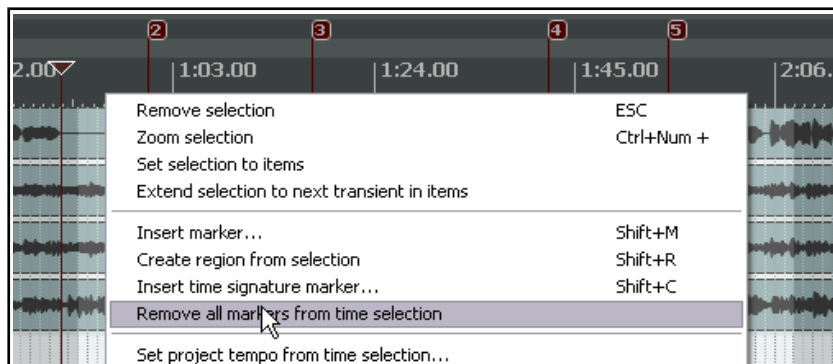 2 3 4 5
2.00 1:03.00 1:24.00 1:45.00 2:06.
Remove selection ESC
Zoom selection Ctrl+Num +
Set selection to items
Extend selection to next transient in items
Insert marker... Shift+M
Create region from selection Shift+R
Insert time signature marker... Shift+C
Remove all markers from time selection
Set project tempo from time selection...